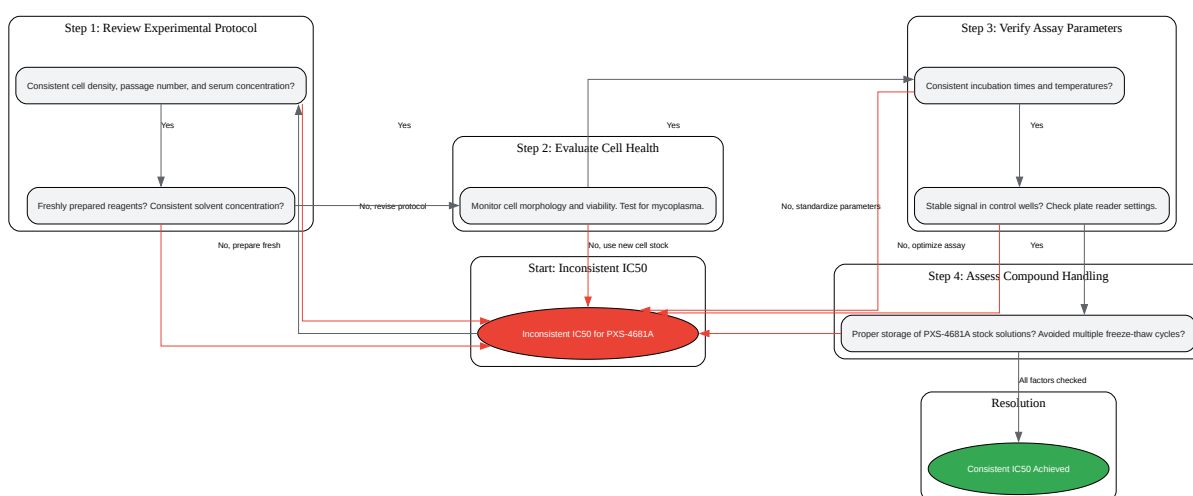 Step 1: Review Experimental Protocol
Consistent cell density, passage number, and serum concentration?
Yes
Freshly prepared reagents? Consistent solvent concentration?
No, prepare fresh
No, revise protocol
Yes
Step 2: Evaluate Cell Health
Monitor cell morphology and viability. Test for mycoplasma.
No, use new cell stock
Yes
Start: Inconsistent IC50
Inconsistent IC50 for PXS-4681A
Step 3: Verify Assay Parameters
Consistent incubation times and temperatures?
Yes
No, standardize parameters
Stable signal in control wells? Check plate reader settings.
No, optimize assay
Yes
Step 4: Assess Compound Handling
Proper storage of PXS-4681A stock solutions? Avoided multiple freeze-thaw cycles?
All factors checked
Resolution
Consistent IC50 Achieved